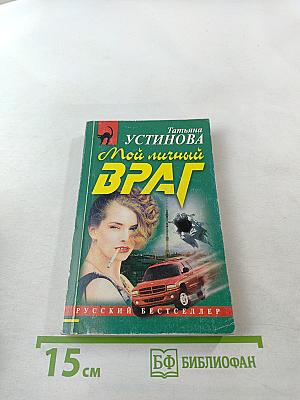 Татьяна
УСТИНОВА
Мой личный
ВРАГ
РУССКИЙ БЕСТСЕЛЛЕР
15 см
БФ БИБЛИОФАН